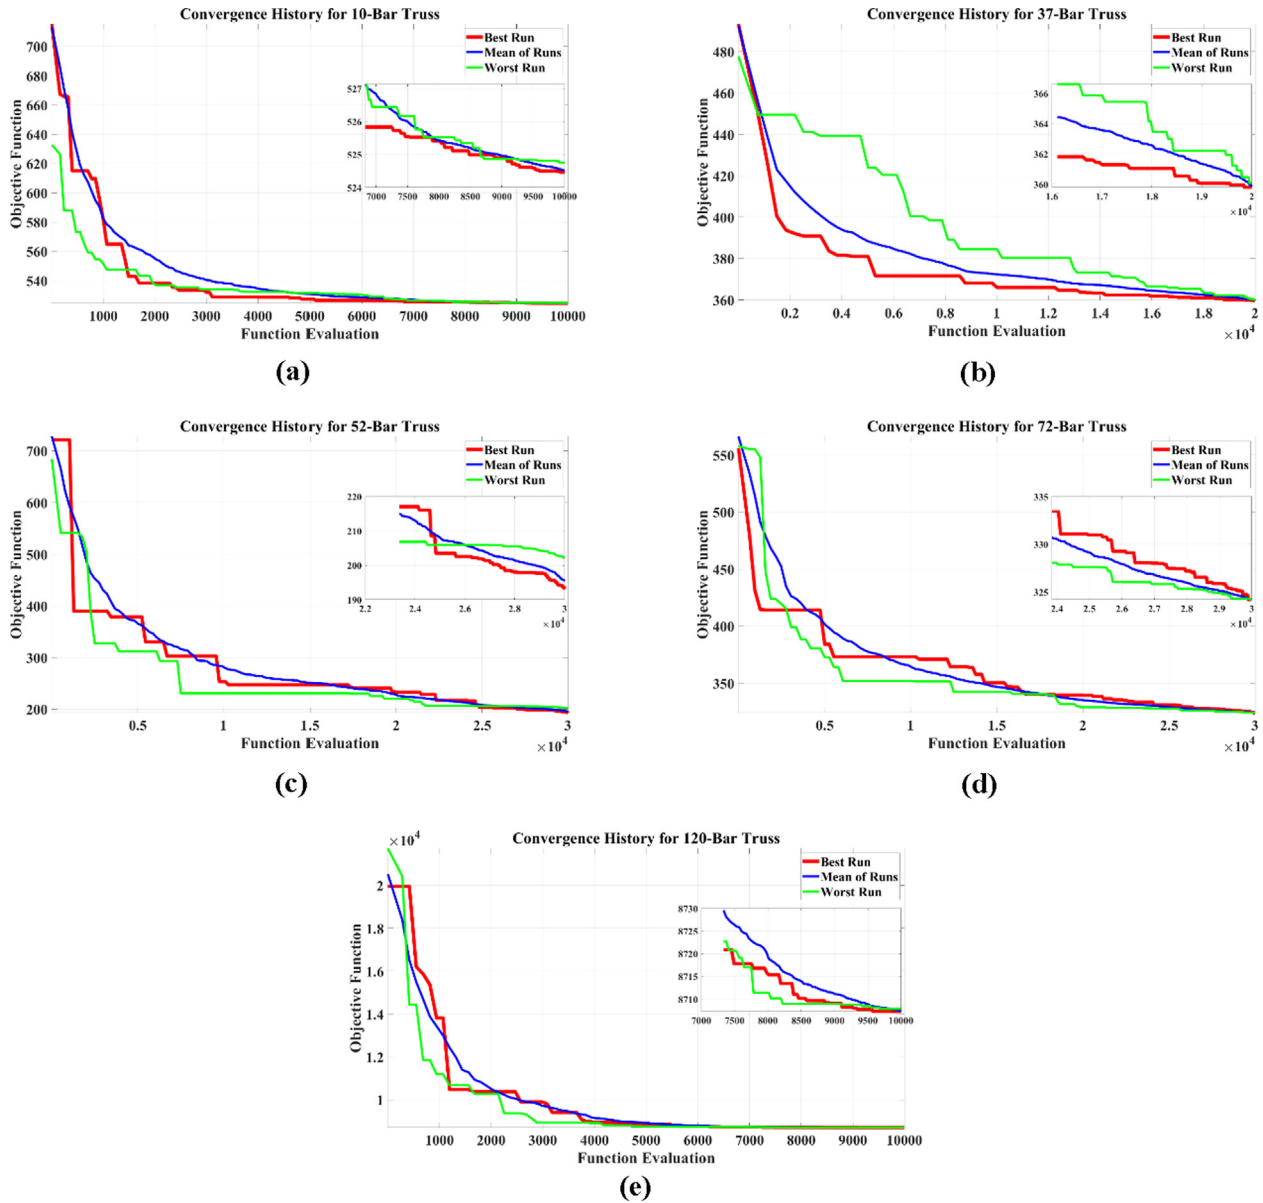 Convergence History for 10-Bar Truss
Best Run
Mean of Runs
Worst Run
Objective Function
700
680
660
640
620
600
580
560
540
527
526
525
524
7000 7500 8000 8500 9000 9500 10000
1000 2000 3000 4000 5000 6000 7000 8000 9000 10000
Function Evaluation
(a)
Convergence History for 37-Bar Truss
Best Run
Mean of Runs
Worst Run
Objective Function
480
460
440
420
400
380
360
366
364
362
360
1.6 1.7 1.8 1.9 2
×10⁴
0.2 0.4 0.6 0.8 1 1.2 1.4 1.6 1.8 2
Function Evaluation
×10⁴
(b)
Convergence History for 52-Bar Truss
Best Run
Mean of Runs
Worst Run
Objective Function
700
600
500
400
300
200
220
210
200
190
2.2 2.4 2.6 2.8 3
×10⁴
0.5 1 1.5 2 2.5 3
Function Evaluation
×10⁴
(c)
Convergence History for 72-Bar Truss
Best Run
Mean of Runs
Worst Run
Objective Function
550
500
450
400
350
335
330
325
2.4 2.5 2.6 2.7 2.8 2.9 3
×10⁴
0.5 1 1.5 2 2.5 3
Function Evaluation
×10⁴
(d)
Convergence History for 120-Bar Truss
×10⁴
Best Run
Mean of Runs
Worst Run
Objective Function
2
1.8
1.6
1.4
1.2
1
8730
8725
8720
8715
8710
7000 7500 8000 8500 9000 9500 10000
1000 2000 3000 4000 5000 6000 7000 8000 9000 10000
Function Evaluation
(e)